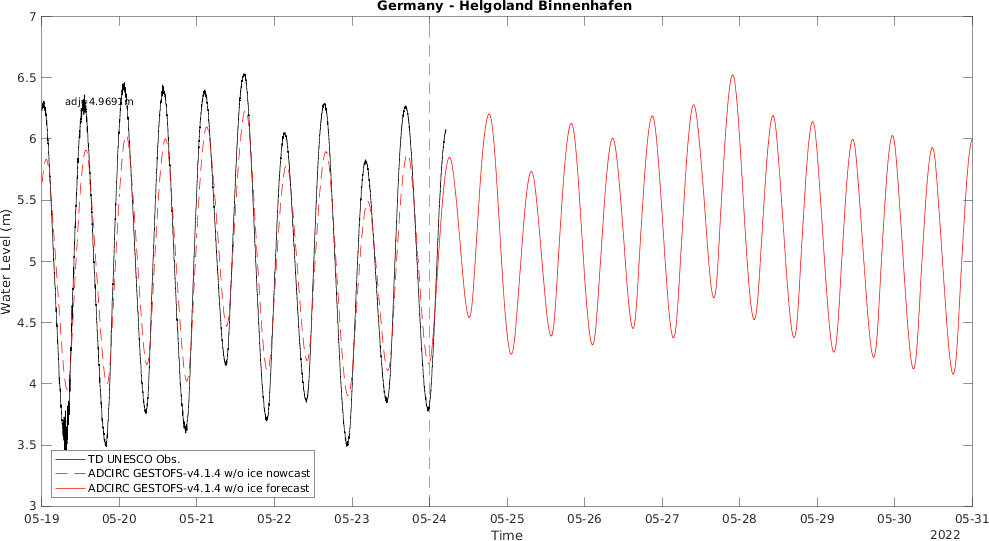 Germany - Helgoland Binnenhafen
7
6.5
6
5.5
5
4.5
4
3.5
3
Water Level (m)
adj=4.9691m
TD UNESCO Obs.
ADCIRC GESTOFS-v4.1.4 w/o ice nowcast
ADCIRC GESTOFS-v4.1.4 w/o ice forecast
05-19 05-20 05-21 05-22 05-23 05-24 05-25 05-26 05-27 05-28 05-29 05-30 05-31
Time
2022